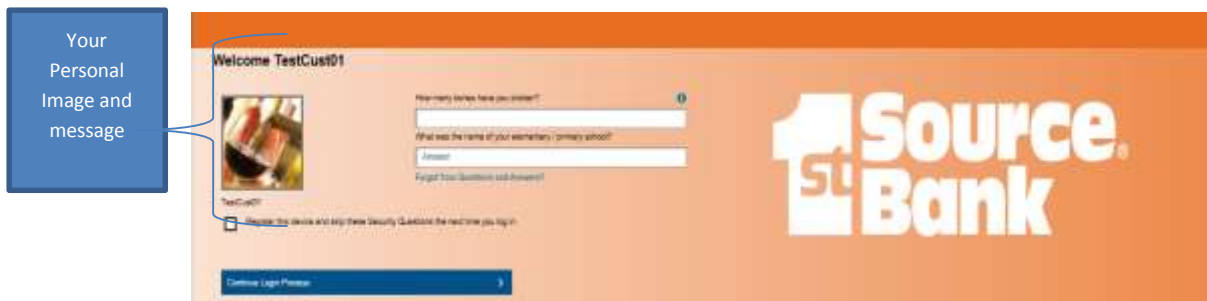 Your
Personal
Image and
message
Welcome TestCust01
How many bones have you broken?
What was the name of your elementary / primary school?
Answer
Forgot Your Questions and Answers?
TestCust01
Register this device and skip these Security Questions the next time you log in
Continue Login Process
1st Source®
Bank